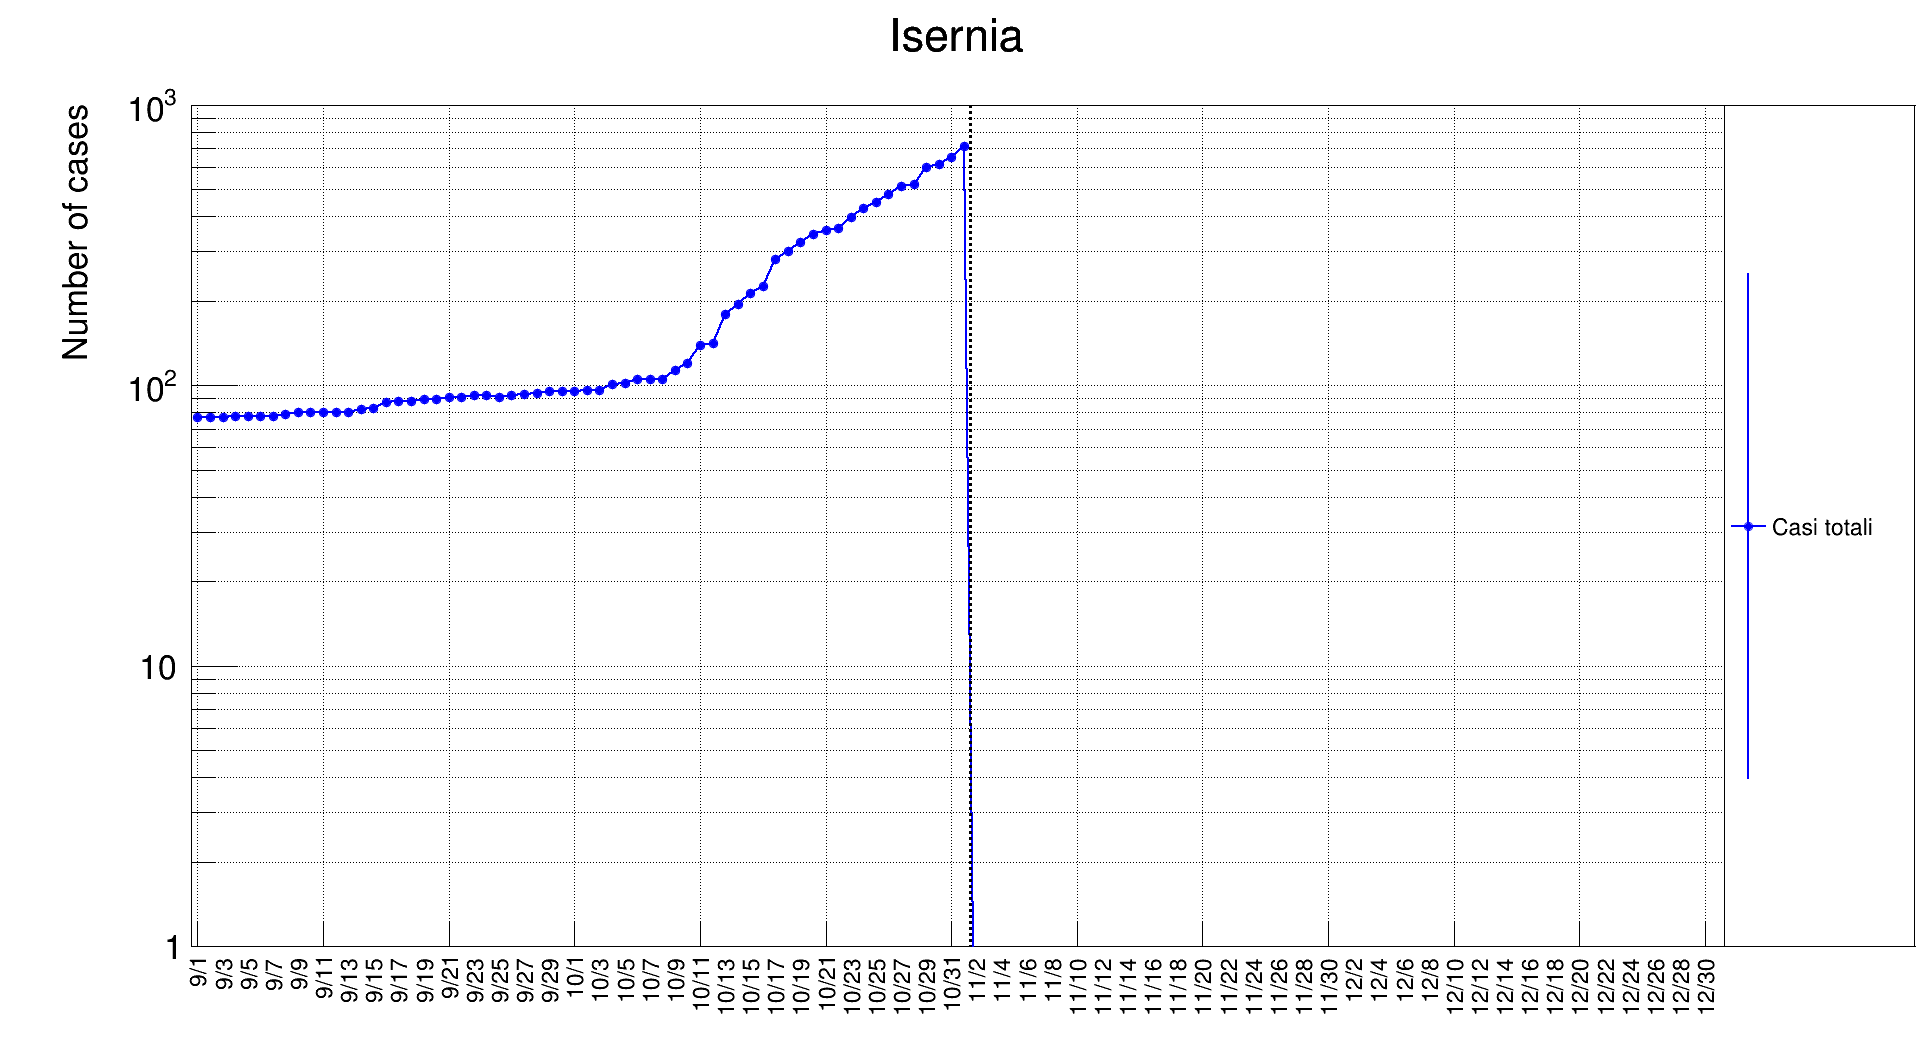 Isernia
Number of cases
10^3
10^2
10
1
9/1 9/3 9/5 9/7 9/9 9/11 9/13 9/15 9/17 9/19 9/21 9/23 9/25 9/27 9/29 10/1 10/3 10/5 10/7 10/9 10/11 10/13 10/15 10/17 10/19 10/21 10/23 10/25 10/27 10/29 10/31 11/2 11/4 11/6 11/8 11/10 11/12 11/14 11/16 11/18 11/20 11/22 11/24 11/26 11/28 11/30 12/2 12/4 12/6 12/8 12/10 12/12 12/14 12/16 12/18 12/20 12/22 12/24 12/26 12/28 12/30
Casi totali